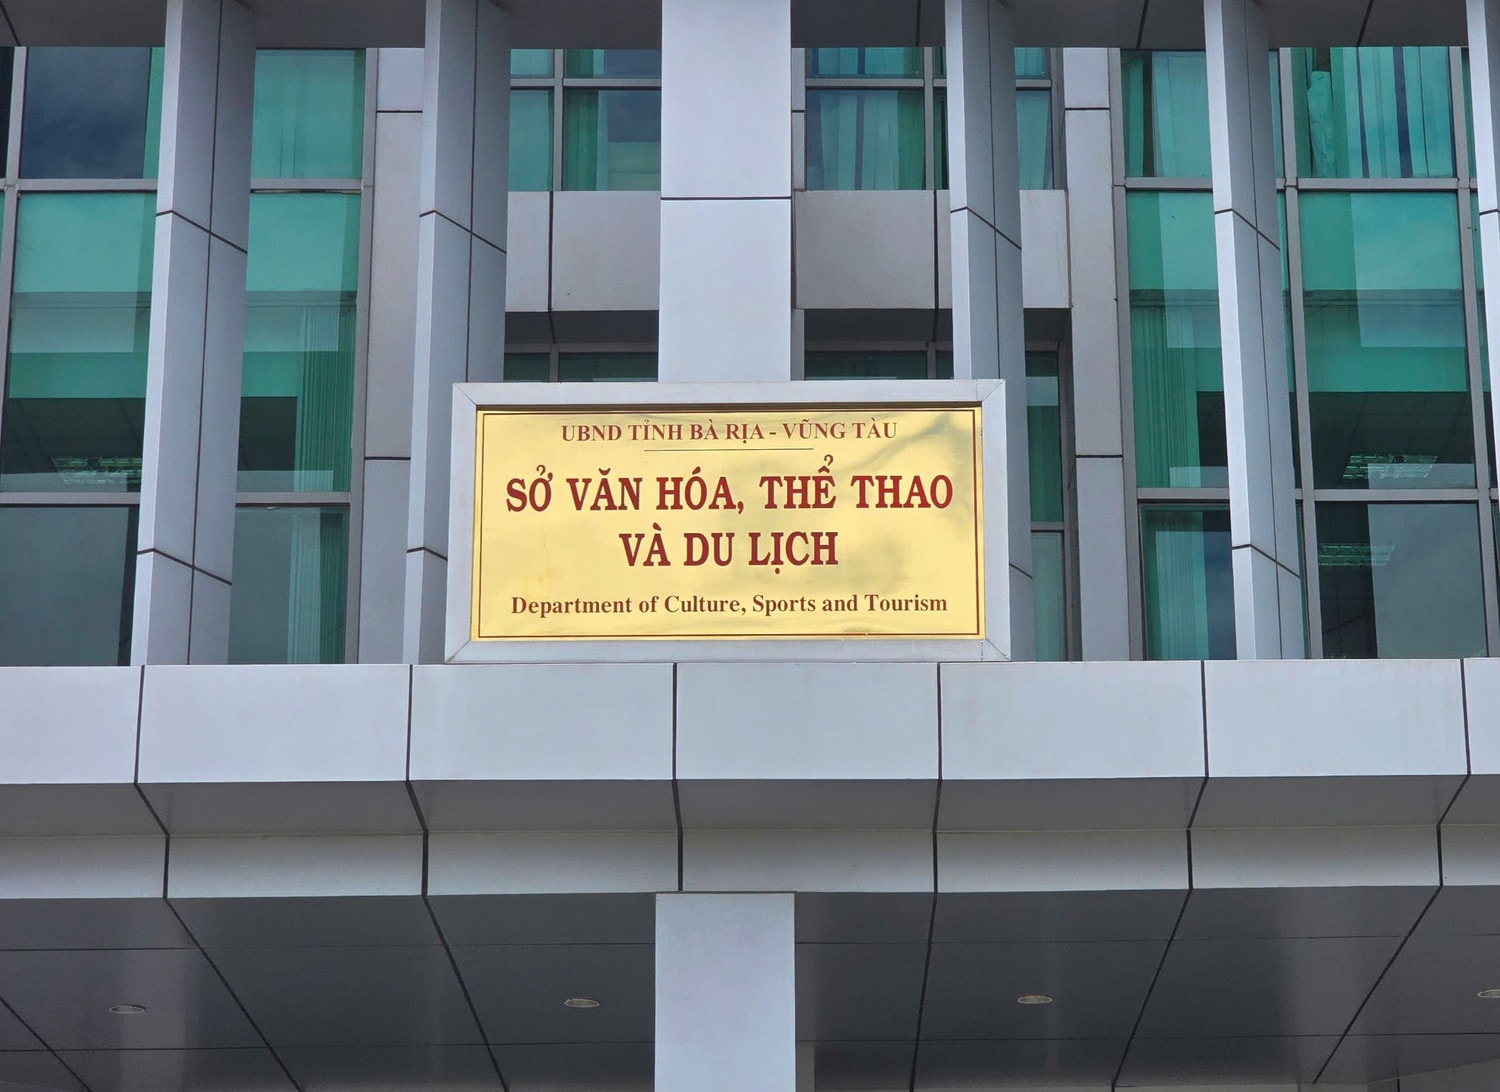 UBND TỈNH BÀ RỊA - VŨNG TÀU
SỞ VĂN HÓA, THỂ THAO
VÀ DU LỊCH
Department of Culture, Sports and Tourism